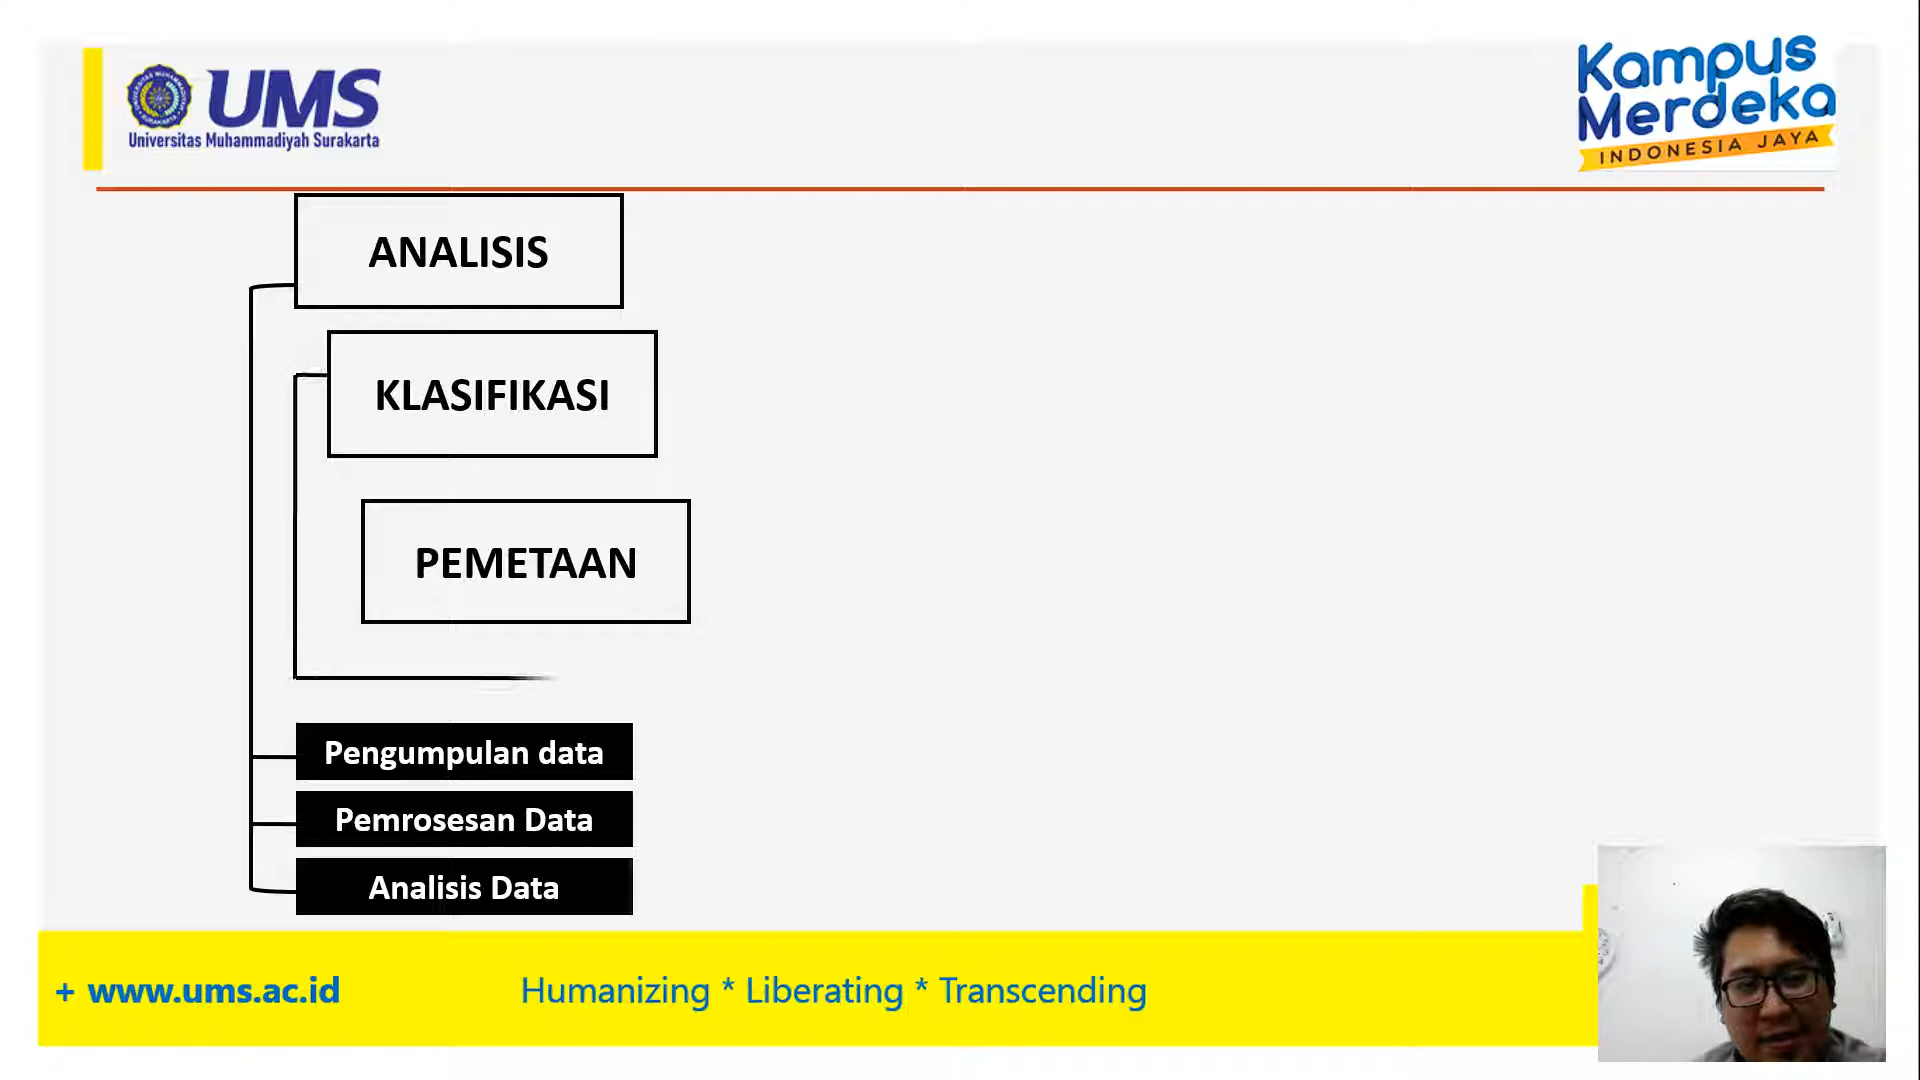 UMS
Universitas Muhammadiyah Surakarta
Kampus
Merdeka
INDONESIA JAYA
ANALISIS
KLASIFIKASI
PEMETAAN
Pengumpulan data
Pemrosesan Data
Analisis Data
+ www.ums.ac.id
Humanizing * Liberating * Transcending